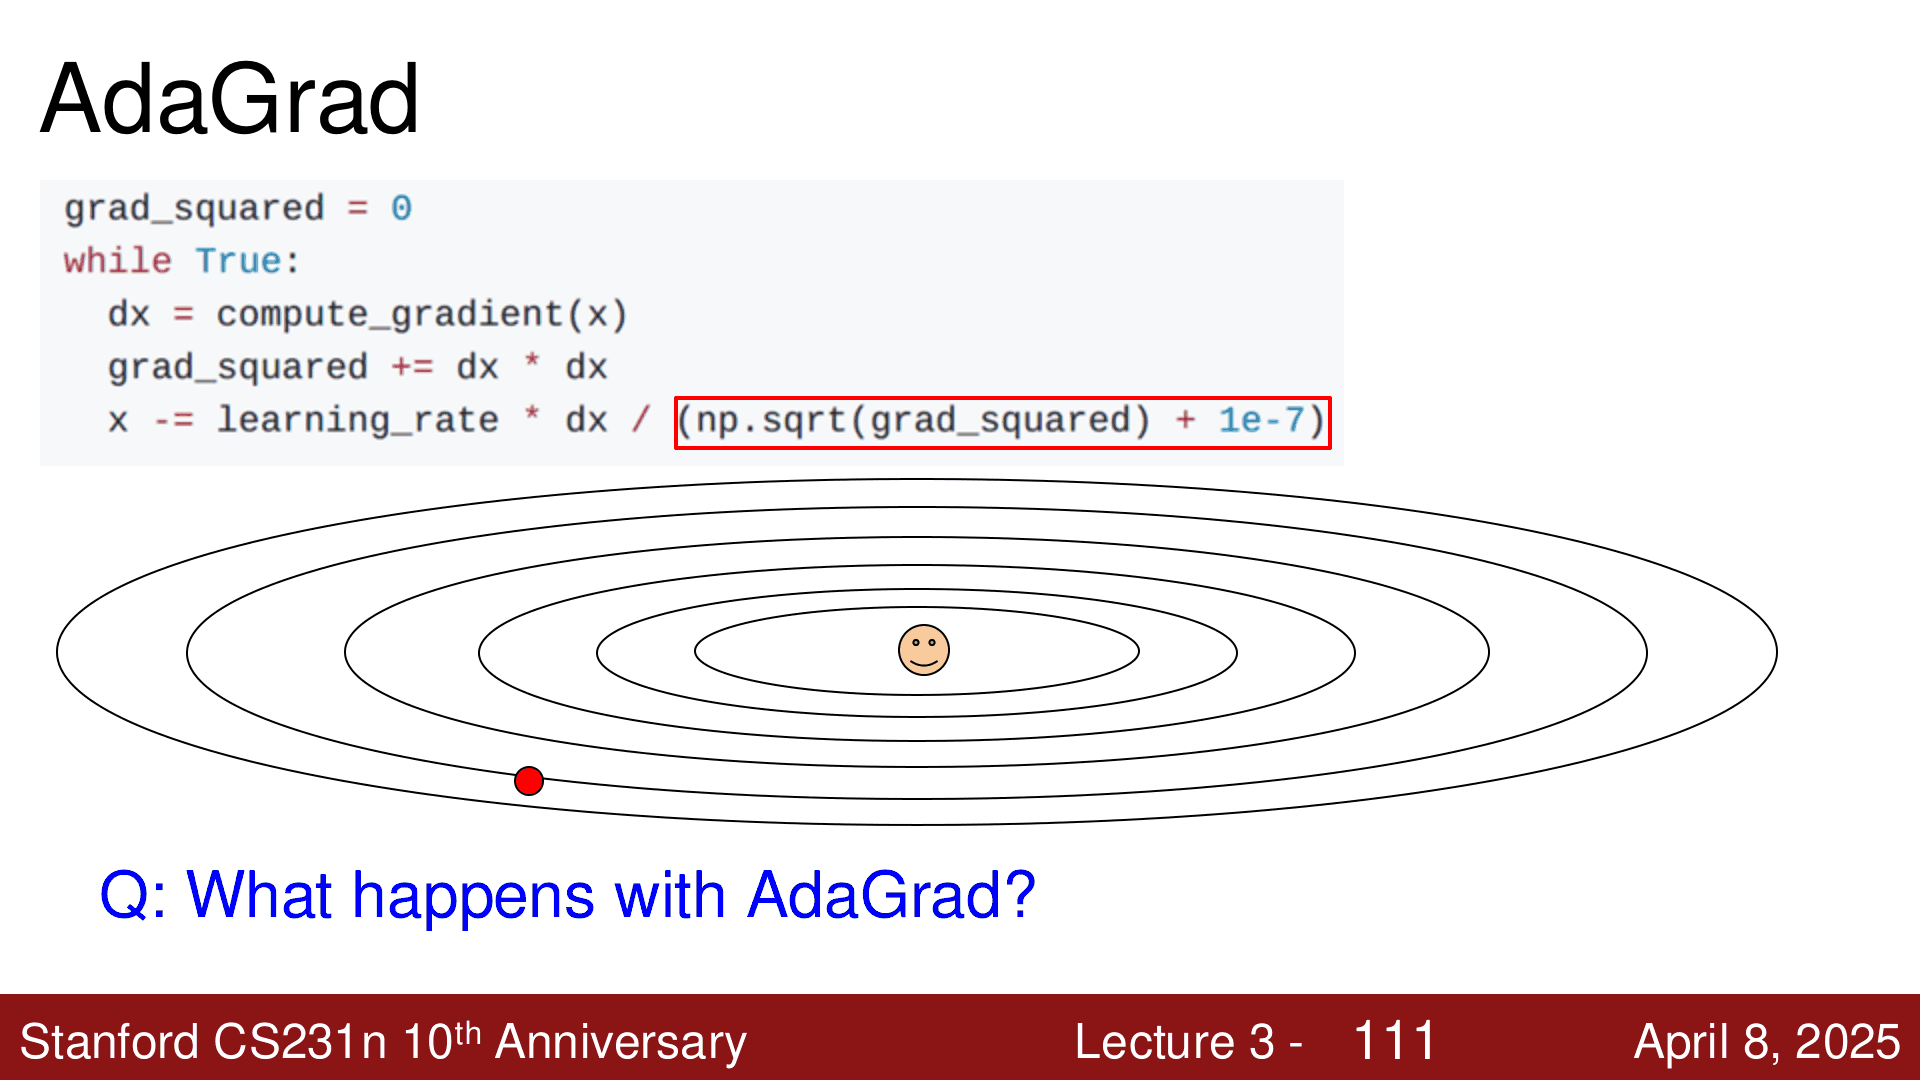 AdaGrad
grad_squared = 0
while True:
dx = compute_gradient(x)
grad_squared += dx * dx
x -= learning_rate * dx / (np.sqrt(grad_squared) + 1e-7)
Q: What happens with AdaGrad?
Stanford CS231n 10th Anniversary
Lecture 3 - 111
April 8, 2025